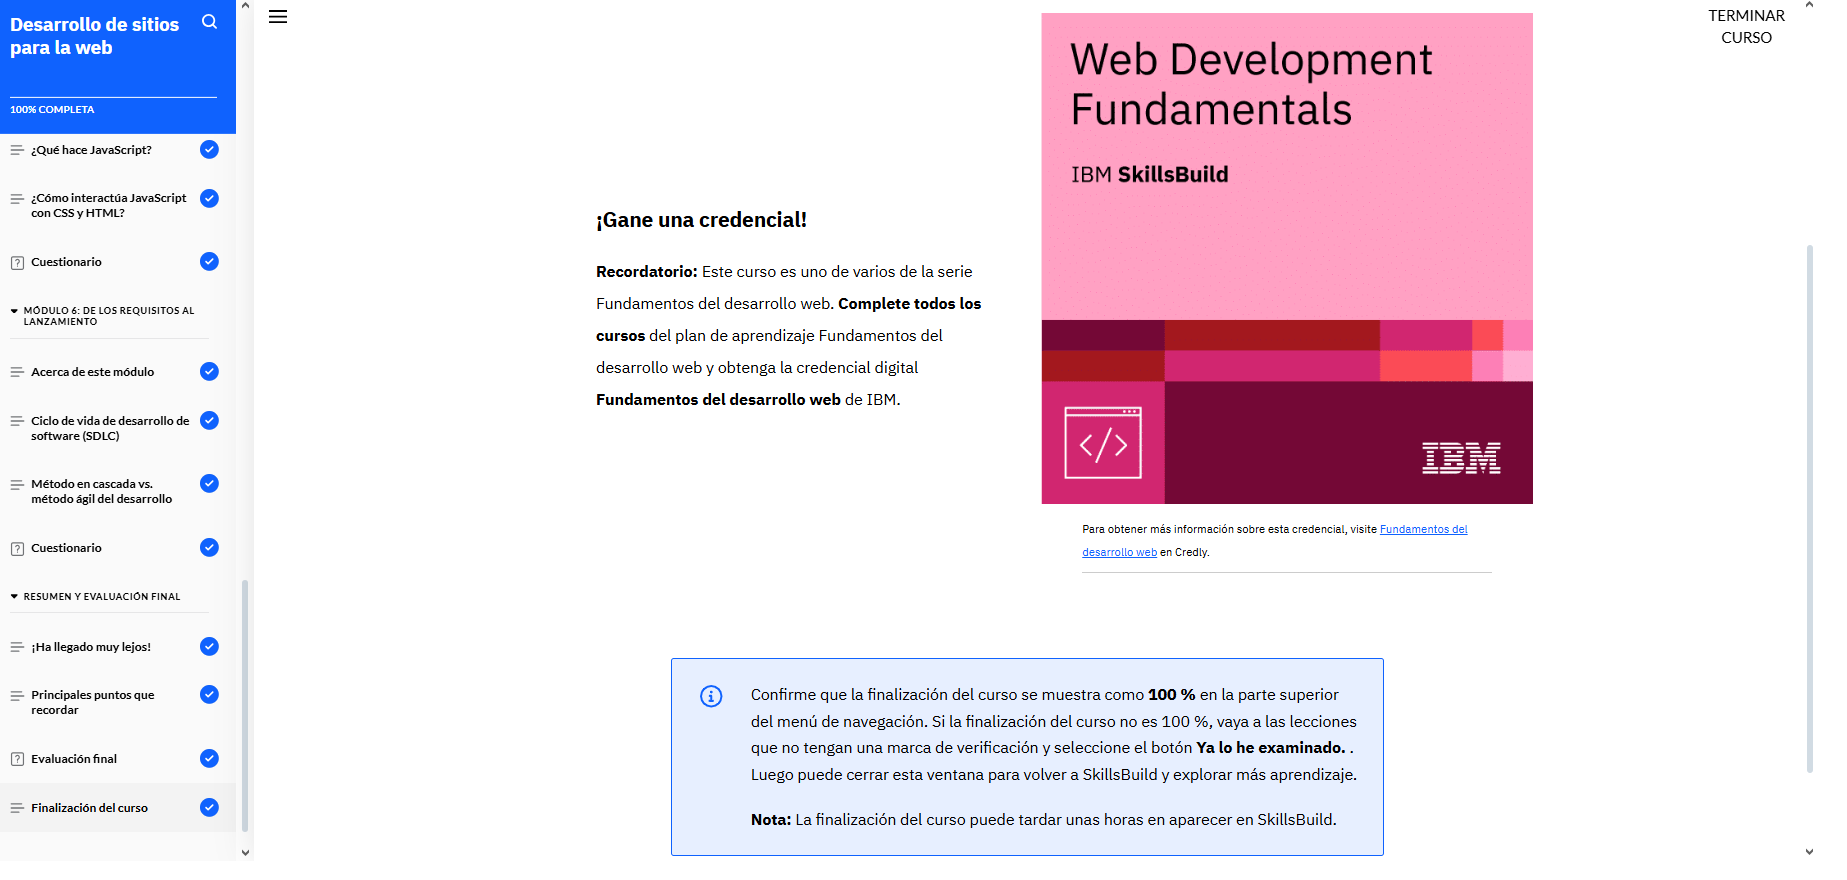 Desarrollo de sitios
para la web
100% COMPLETA
¿Qué hace JavaScript?
¿Cómo interactúa JavaScript
con CSS y HTML?
Cuestionario
MÓDULO 6: DE LOS REQUISITOS AL
LANZAMIENTO
Acerca de este módulo
Ciclo de vida de desarrollo de
software (SDLC)
Método en cascada vs.
método ágil del desarrollo
Cuestionario
RESUMEN Y EVALUACIÓN FINAL
¡Ha llegado muy lejos!
Principales puntos que
recordar
Evaluación final
Finalización del curso
TERMINAR
CURSO
¡Gane una credencial!
Recordatorio: Este curso es uno de varios de la serie
Fundamentos del desarrollo web. Complete todos los
cursos del plan de aprendizaje Fundamentos del
desarrollo web y obtenga la credencial digital
Fundamentos del desarrollo web de IBM.
Web Development
Fundamentals
IBM SkillsBuild
</>
IBM
Para obtener más información sobre esta credencial, visite Fundamentos del
desarrollo web en Credly.
Confirme que la finalización del curso se muestra como 100 % en la parte superior
del menú de navegación. Si la finalización del curso no es 100 %, vaya a las lecciones
que no tengan una marca de verificación y seleccione el botón Ya lo he examinado. .
Luego puede cerrar esta ventana para volver a SkillsBuild y explorar más aprendizaje.
Nota: La finalización del curso puede tardar unas horas en aparecer en SkillsBuild.